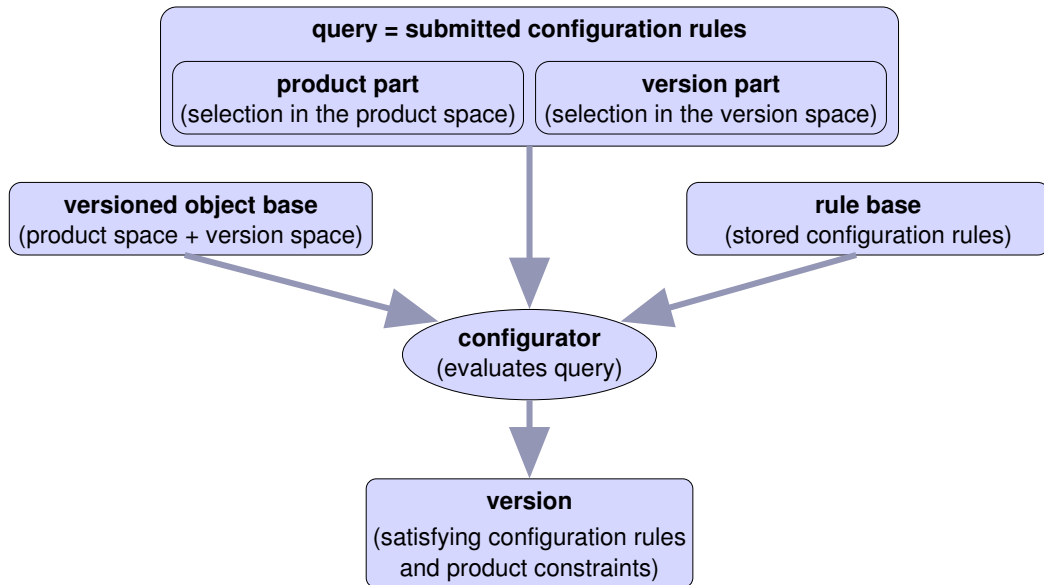 query = submitted configuration rules
product part
(selection in the product space)
version part
(selection in the version space)
versioned object base
(product space + version space)
rule base
(stored configuration rules)
configurator
(evaluates query)
version
(satisfying configuration rules
and product constraints)